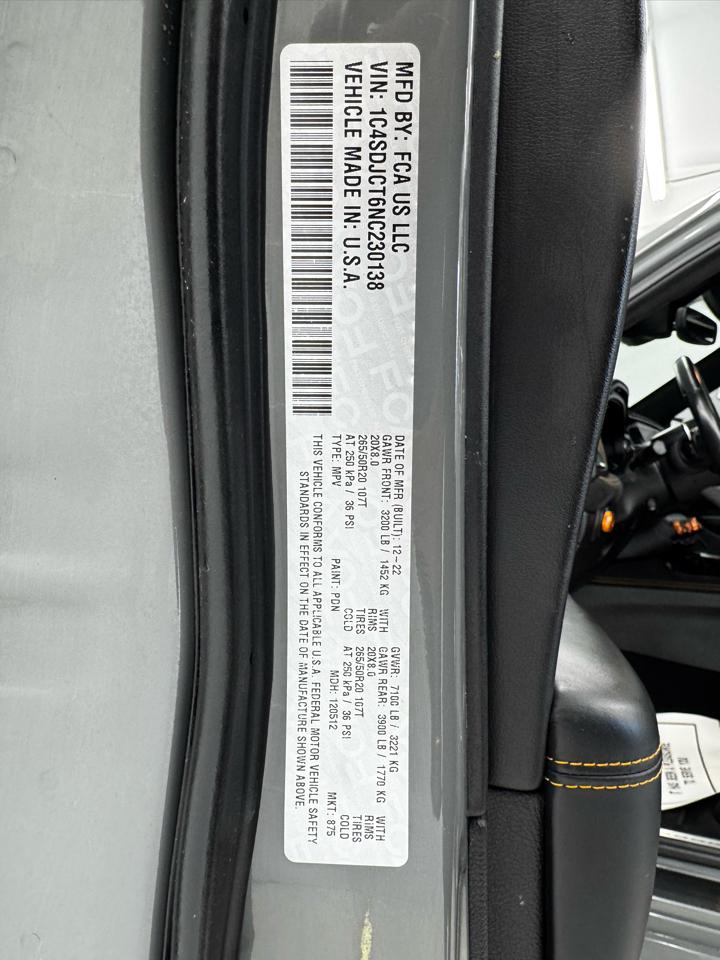 MFD BY: FCA US LLC
VIN: 1C4SDJCT6NC230138
VEHICLE MADE IN: U.S.A.
DATE OF MFR (BUILT): 12-22 GVWR: 7100 LB / 3221 KG
GAWR FRONT: 3200 LB / 1452 KG WITH GAWR REAR: 3900 LB / 1770 KG WITH
20X8.0 RIMS 20X8.0 RIMS
265/50R20 107T TIRES 265/50R20 107T TIRES
AT 250 kPa / 36 PSI COLD AT 250 kPa / 36 PSI COLD
TYPE: MPV PAINT: PDN MDH: 120512 MKT: 875
THIS VEHICLE CONFORMS TO ALL APPLICABLE U.S.A. FEDERAL MOTOR VEHICLE SAFETY
STANDARDS IN EFFECT ON THE DATE OF MANUFACTURE SHOWN ABOVE.